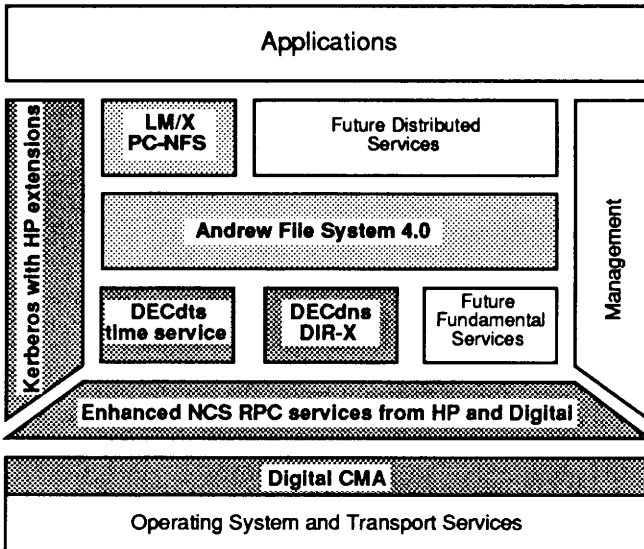 Applications
Kerberos with HP extensions
LM/X
PC-NFS
Future Distributed
Services
Management
Andrew File System 4.0
DECdts
time service
DECdns
DIR-X
Future
Fundamental
Services
Enhanced NCS RPC services from HP and Digital
Digital CMA
Operating System and Transport Services